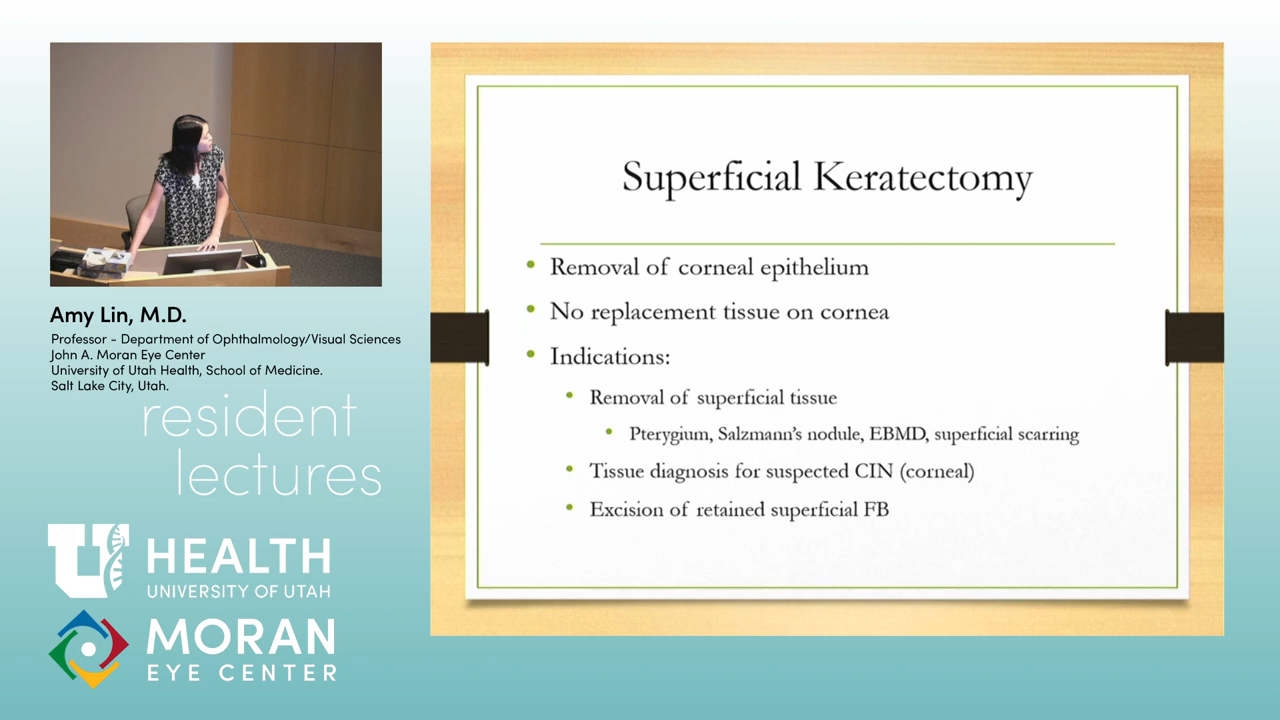 Amy Lin, M.D.
Professor - Department of Ophthalmology/Visual Sciences
John A. Moran Eye Center
University of Utah Health, School of Medicine.
Salt Lake City, Utah.
resident
lectures
U HEALTH
UNIVERSITY OF UTAH
MORAN
EYE CENTER
Superficial Keratectomy
• Removal of corneal epithelium
• No replacement tissue on cornea
• Indications:
• Removal of superficial tissue
• Pterygium, Salzmann's nodule, EBMD, superficial scarring
• Tissue diagnosis for suspected CIN (corneal)
• Excision of retained superficial FB